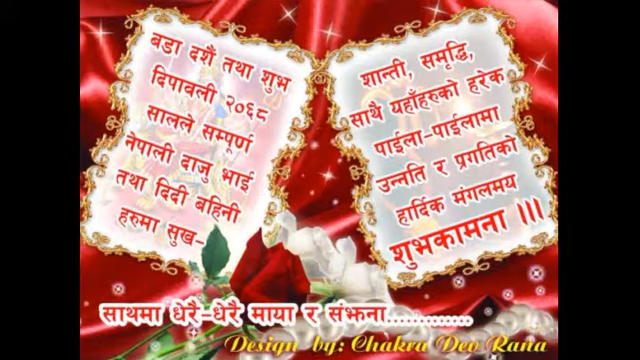 बडा दशैं तथा शुभ
दिपावली २०६८
सालले सम्पूर्ण
नेपाली दाजु भाई
तथा दिदी बहिनी
हरुमा सुख-
शान्ती, समृद्धि,
साथै यहाँहरुको हरेक
पाईला-पाईलामा
उन्नति र प्रगतिको
हार्दिक मंगलमय
शुभकामना ।।।
साथमा धेरै-धेरै माया र संझना............
Design by: Chakra Dev Rana